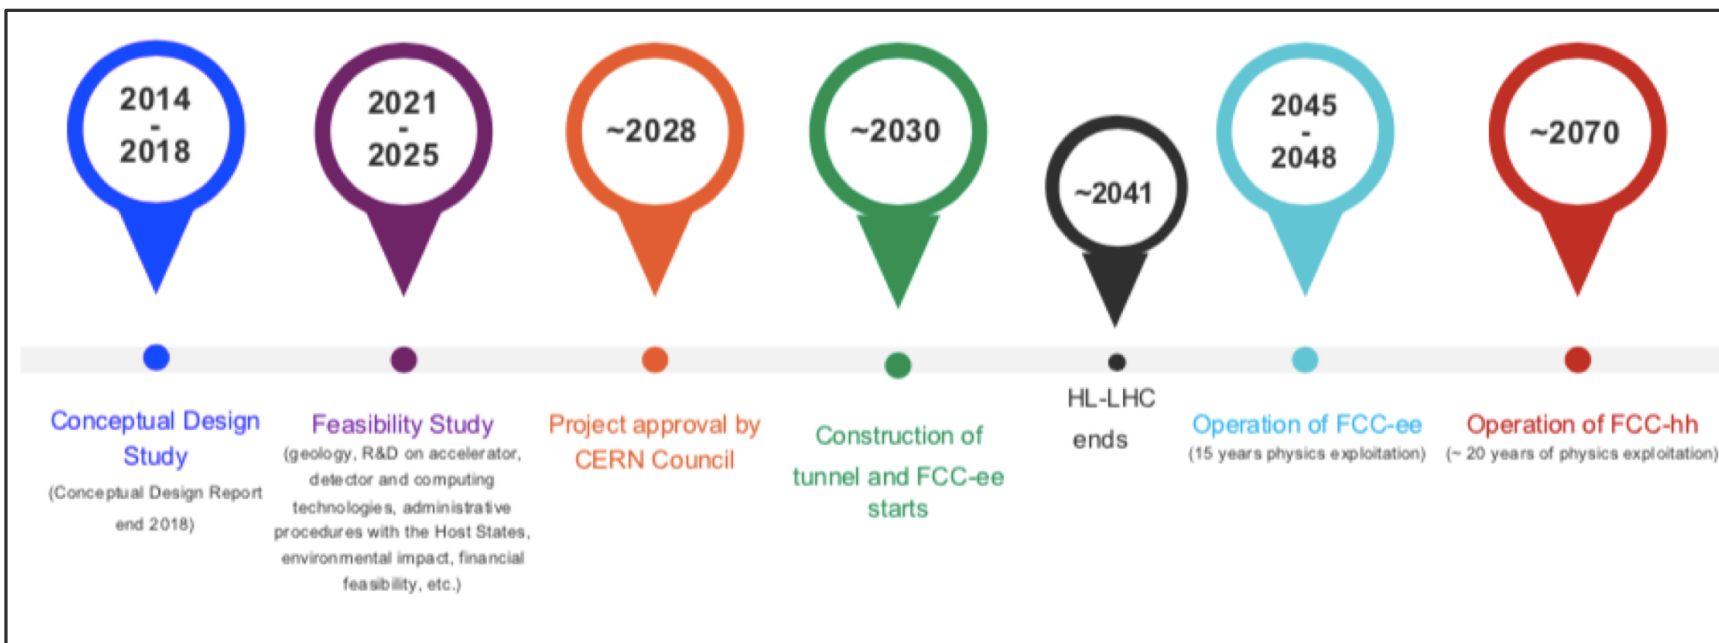 2014
-
2018
2021
-
2025
~2028
~2030
~2041
2045
-
2048
~2070
Conceptual Design
Study
(Conceptual Design Report
end 2018)
Feasibility Study
(geology, R&D on accelerator,
detector and computing
technologies, administrative
procedures with the Host States,
environmental impact, financial
feasibility, etc.)
Project approval by
CERN Council
Construction of
tunnel and FCC-ee
starts
HL-LHC
ends
Operation of FCC-ee
(15 years physics exploitation)
Operation of FCC-hh
(~ 20 years of physics exploitation)